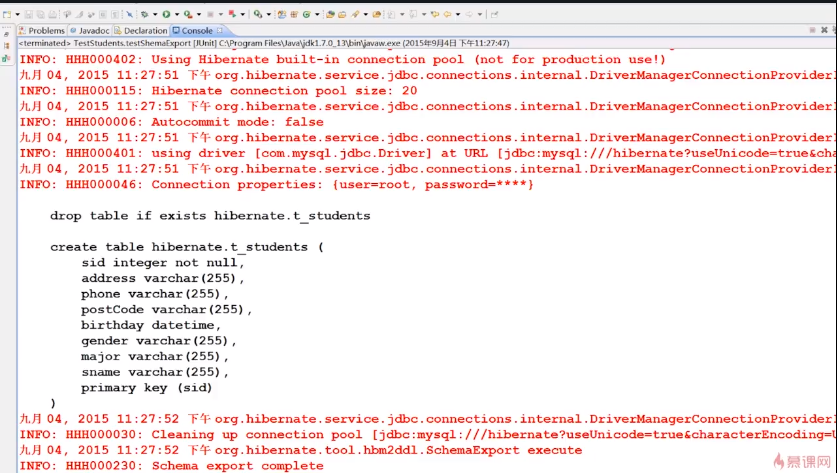 Problems @ Javadoc Declaration Console
<terminated> TestStudents.testShemaExport [JUnit] C:\Program Files\Java\jdk1.7.0_13\bin\javaw.exe (2015年9月4日 下午11:27:47)
INFO: HHH000402: Using Hibernate built-in connection pool (not for production use!)
九月 04, 2015 11:27:51 下午 org.hibernate.service.jdbc.connections.internal.DriverManagerConnectionProviderI
INFO: HHH000115: Hibernate connection pool size: 20
九月 04, 2015 11:27:51 下午 org.hibernate.service.jdbc.connections.internal.DriverManagerConnectionProviderI
INFO: HHH000006: Autocommit mode: false
九月 04, 2015 11:27:51 下午 org.hibernate.service.jdbc.connections.internal.DriverManagerConnectionProviderI
INFO: HHH000401: using driver [com.mysql.jdbc.Driver] at URL [jdbc:mysql:///hibernate?useUnicode=true&cha
九月 04, 2015 11:27:51 下午 org.hibernate.service.jdbc.connections.internal.DriverManagerConnectionProviderI
INFO: HHH000046: Connection properties: {user=root, password=****}
drop table if exists hibernate.t_students
create table hibernate.t_students (
sid integer not null,
address varchar(255),
phone varchar(255),
postCode varchar(255),
birthday datetime,
gender varchar(255),
major varchar(255),
sname varchar(255),
primary key (sid)
)
九月 04, 2015 11:27:52 下午 org.hibernate.service.jdbc.connections.internal.DriverManagerConnectionProviderI
INFO: HHH000030: Cleaning up connection pool [jdbc:mysql:///hibernate?useUnicode=true&characterEncoding=U
九月 04, 2015 11:27:52 下午 org.hibernate.tool.hbm2ddl.SchemaExport execute
INFO: HHH000230: Schema export complete
慕课网